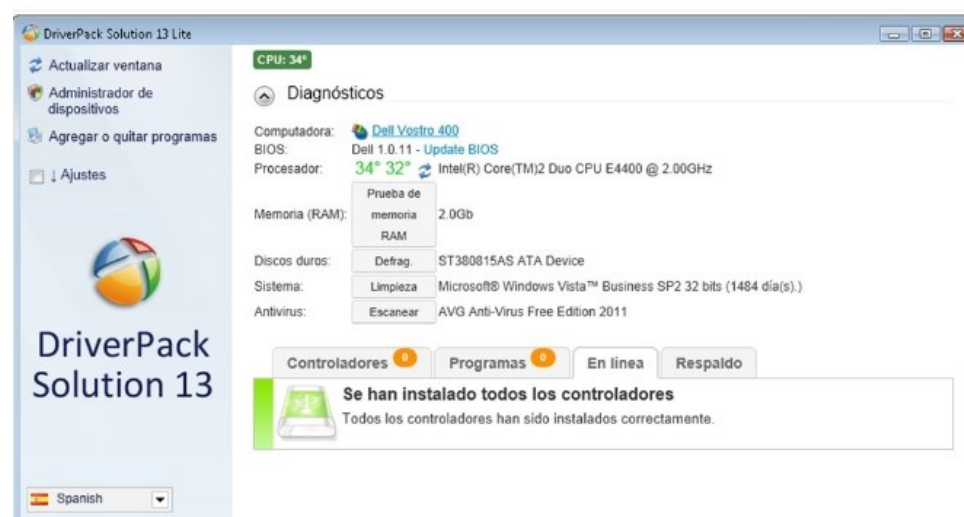 DriverPack Solution 13 Lite
Actualizar ventana
Administrador de
dispositivos
Agregar o quitar programas
↓ Ajustes
DriverPack
Solution 13
Spanish
CPU: 34°
Diagnósticos
Computadora: Dell Vostro 400
BIOS: Dell 1.0.11 - Update BIOS
Procesador: 34° 32° Intel(R) Core(TM)2 Duo CPU E4400 @ 2.00GHz
Memoria (RAM): Prueba de
memoria
RAM
2.0Gb
Discos duros: Defrag. ST380815AS ATA Device
Sistema: Limpieza Microsoft® Windows Vista™ Business SP2 32 bits (1484 día(s).)
Antivirus: Escanear AVG Anti-Virus Free Edition 2011
Controladores 0 Programas 0 En línea Respaldo
Se han instalado todos los controladores
Todos los controladores han sido instalados correctamente.